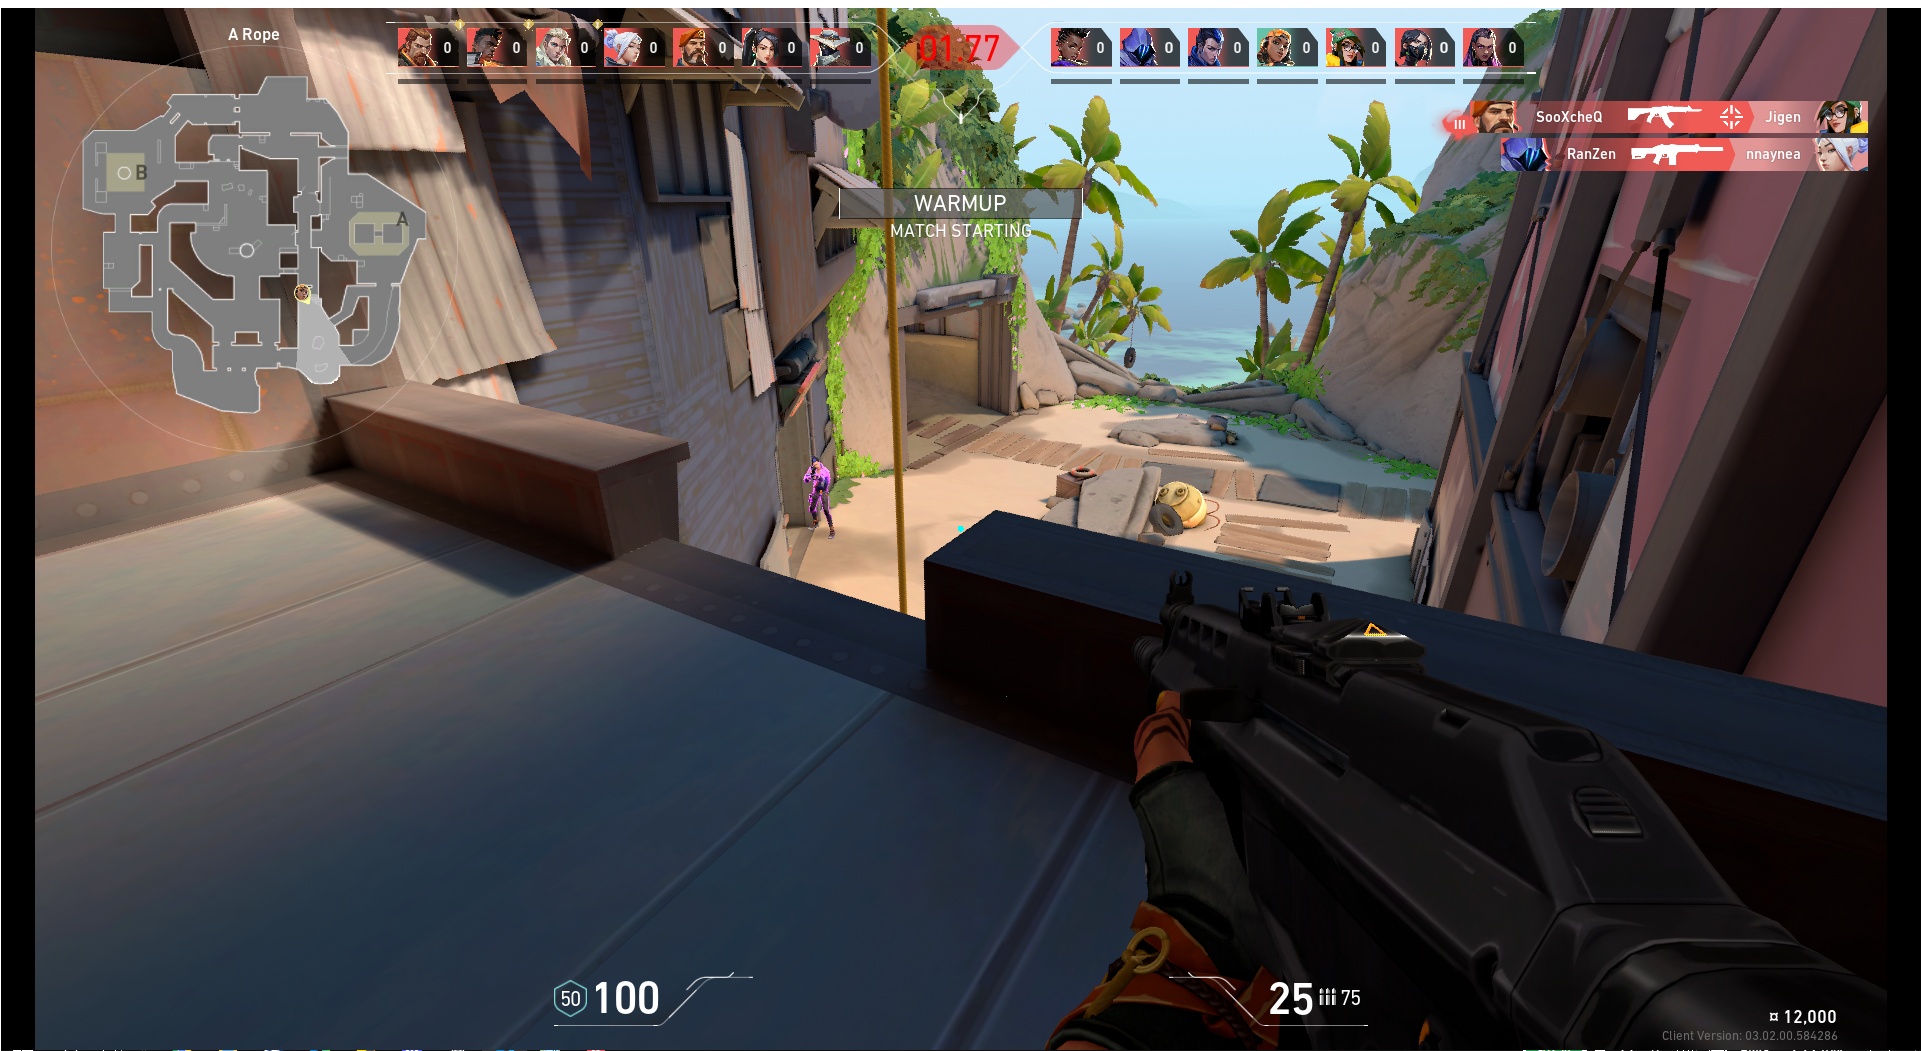 A Rope
0 0 0 0 0 0 0
01:77
0 0 0 0 0 0 0
III SooXcheQ Jigen
RanZen nnaynea
B
A
WARMUP
MATCH STARTING
50 100
25 75
¤ 12,000
Client Version: 03.02.00.584286